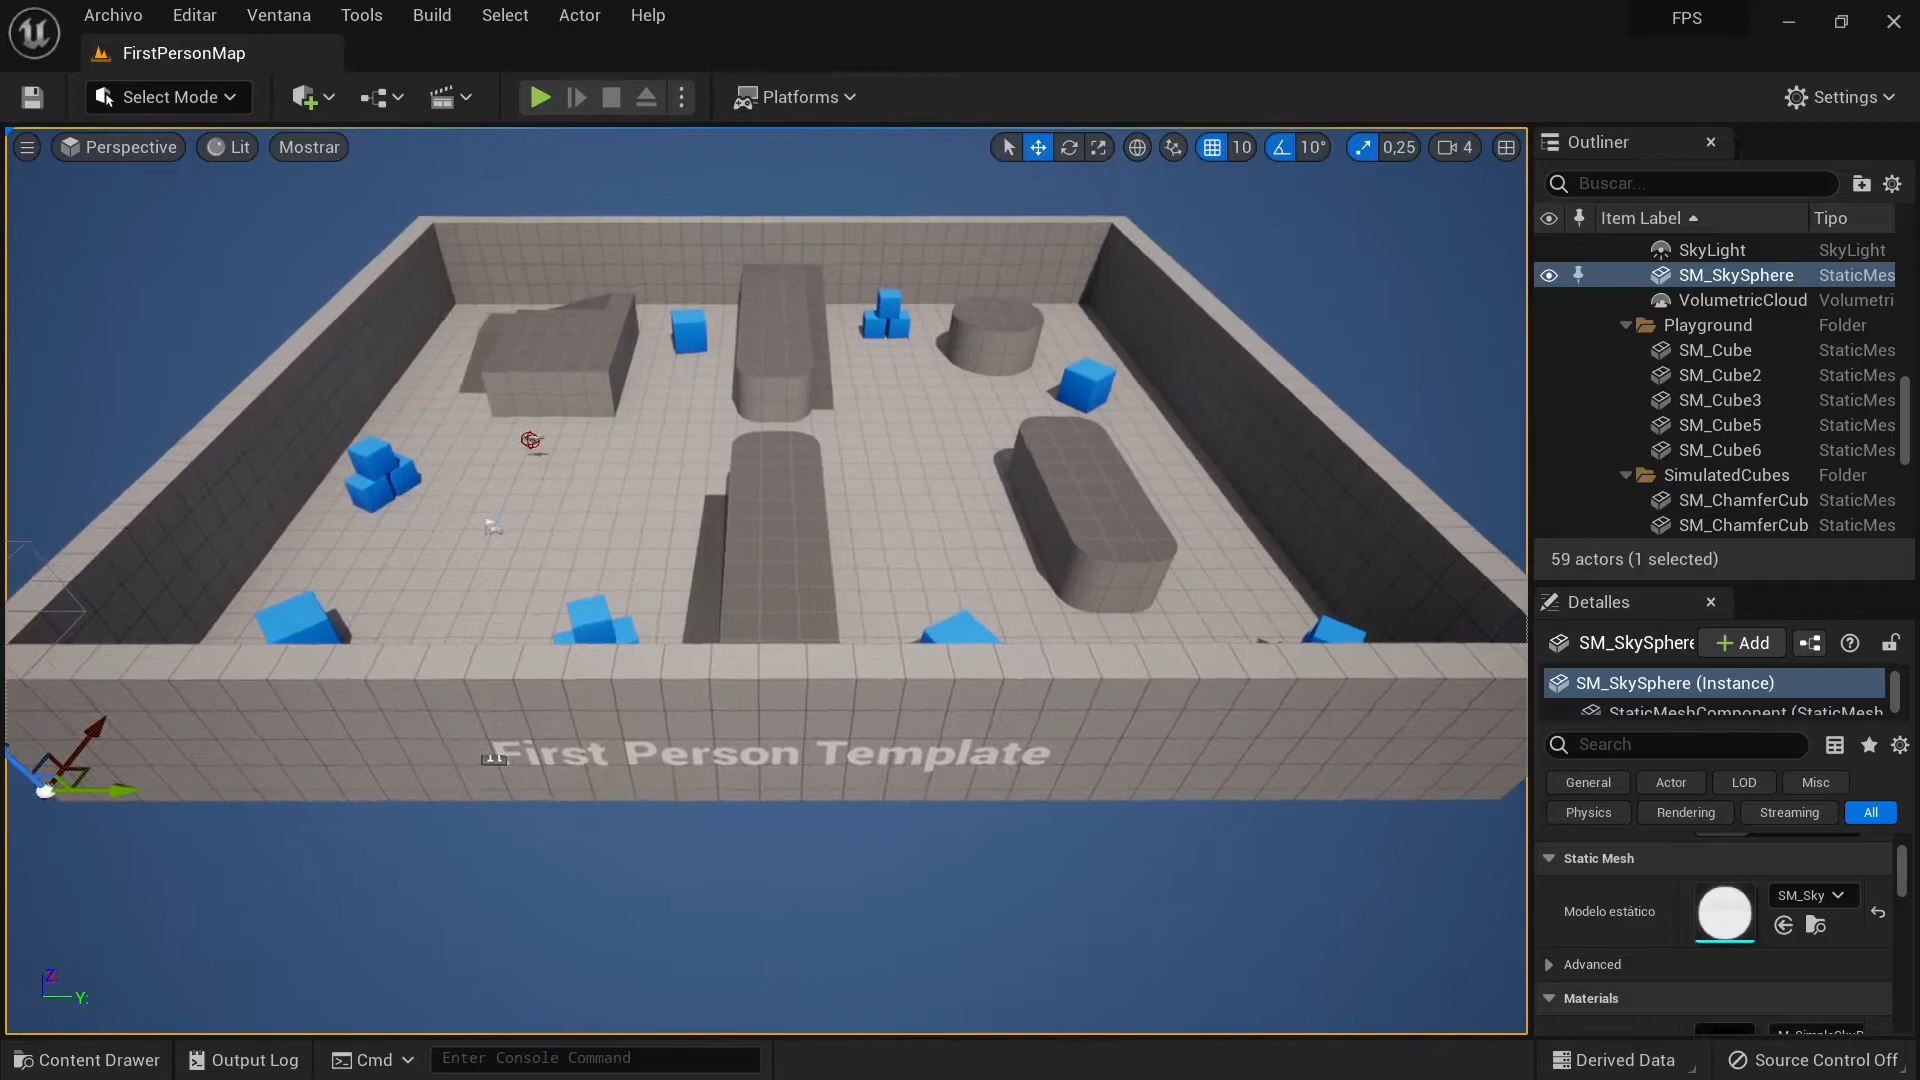 Archivo Editar Ventana Tools Build Select Actor Help FPS
FirstPersonMap
Select Mode Platforms Settings
Perspective Lit Mostrar 10 10° 0,25 4
Outliner
Buscar...
Item Label Tipo
SkyLight SkyLight
SM_SkySphere StaticMes
VolumetricCloud Volumetri
Playground Folder
SM_Cube StaticMes
SM_Cube2 StaticMes
SM_Cube3 StaticMes
SM_Cube5 StaticMes
SM_Cube6 StaticMes
SimulatedCubes Folder
SM_ChamferCub StaticMes
SM_ChamferCub StaticMes
59 actors (1 selected)
Detalles
SM_SkySphere Add
SM_SkySphere (Instance)
StaticMeshComponent (StaticMesh
Search
General Actor LOD Misc
Physics Rendering Streaming All
Static Mesh
Modelo estático SM_Sky
Advanced
Materials
First Person Template
Z
Y:
Content Drawer Output Log Cmd Enter Console Command Derived Data Source Control Off